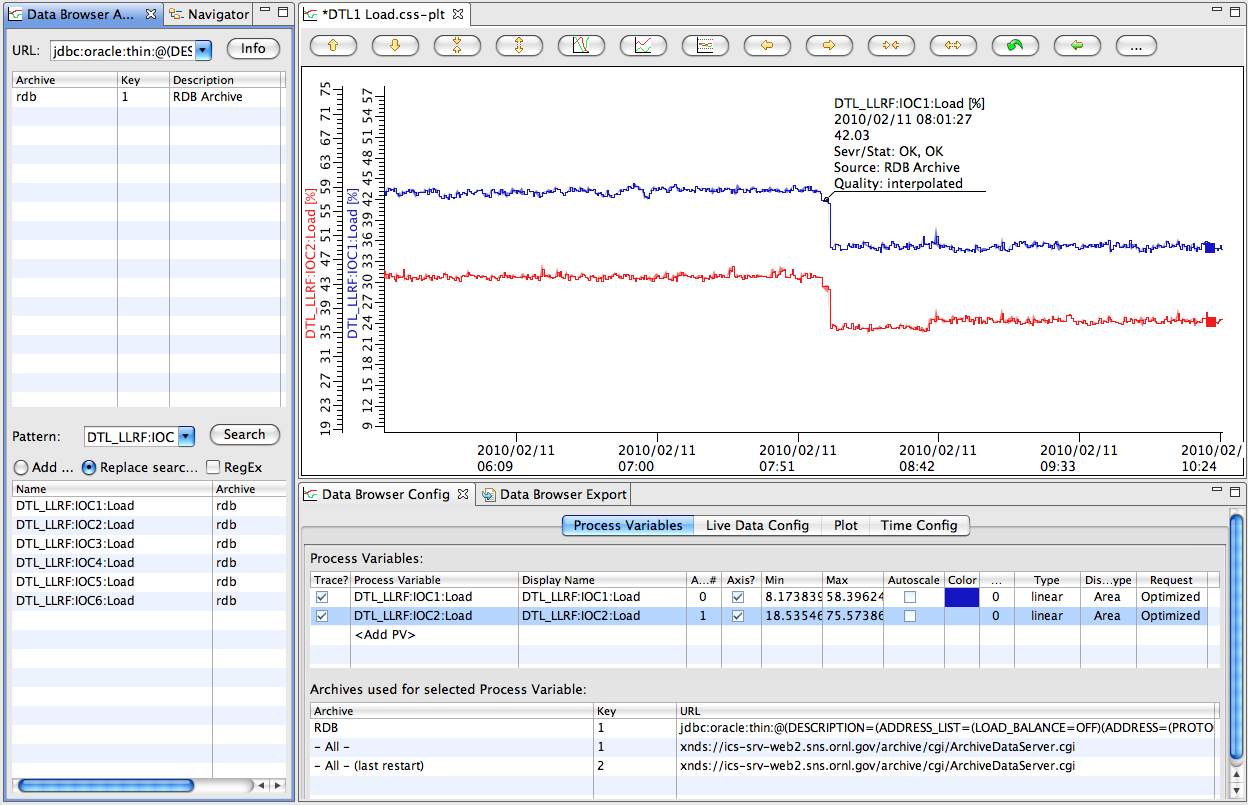 Data Browser A... Navigator
URL: jdbc:oracle:thin:@(DES Info
Archive Key Description
rdb 1 RDB Archive
Pattern: DTL_LLRF:IOC Search
Add ... Replace searc... RegEx
Name Archive
DTL_LLRF:IOC1:Load rdb
DTL_LLRF:IOC2:Load rdb
DTL_LLRF:IOC3:Load rdb
DTL_LLRF:IOC4:Load rdb
DTL_LLRF:IOC5:Load rdb
DTL_LLRF:IOC6:Load rdb
*DTL1 Load.css-plt
...
DTL_LLRF:IOC2:Load [%]
75
71
67
63
59
55
51
47
43
39
35
31
27
23
19
DTL_LLRF:IOC1:Load [%]
57
54
51
48
45
42
39
36
33
30
27
24
21
18
15
12
9
DTL_LLRF:IOC1:Load [%]
2010/02/11 08:01:27
42.03
Sevr/Stat: OK, OK
Source: RDB Archive
Quality: interpolated
2010/02/11 2010/02/11 2010/02/11 2010/02/11 2010/02/11 2010/02/
06:09 07:00 07:51 08:42 09:33 10:24
Data Browser Config Data Browser Export
Process Variables Live Data Config Plot Time Config
Process Variables:
Trace? Process Variable Display Name A...# Axis? Min Max Autoscale Color ... Type Dis...ype Request
DTL_LLRF:IOC1:Load DTL_LLRF:IOC1:Load 0 8.173839 58.39624 0 linear Area Optimized
DTL_LLRF:IOC2:Load DTL_LLRF:IOC2:Load 1 18.53546 75.57386 0 linear Area Optimized
<Add PV>
Archives used for selected Process Variable:
Archive Key URL
RDB 1 jdbc:oracle:thin:@(DESCRIPTION=(ADDRESS_LIST=(LOAD_BALANCE=OFF)(ADDRESS=(PROTO
- All - 1 xnds://ics-srv-web2.sns.ornl.gov/archive/cgi/ArchiveDataServer.cgi
- All - (last restart) 2 xnds://ics-srv-web2.sns.ornl.gov/archive/cgi/ArchiveDataServer.cgi